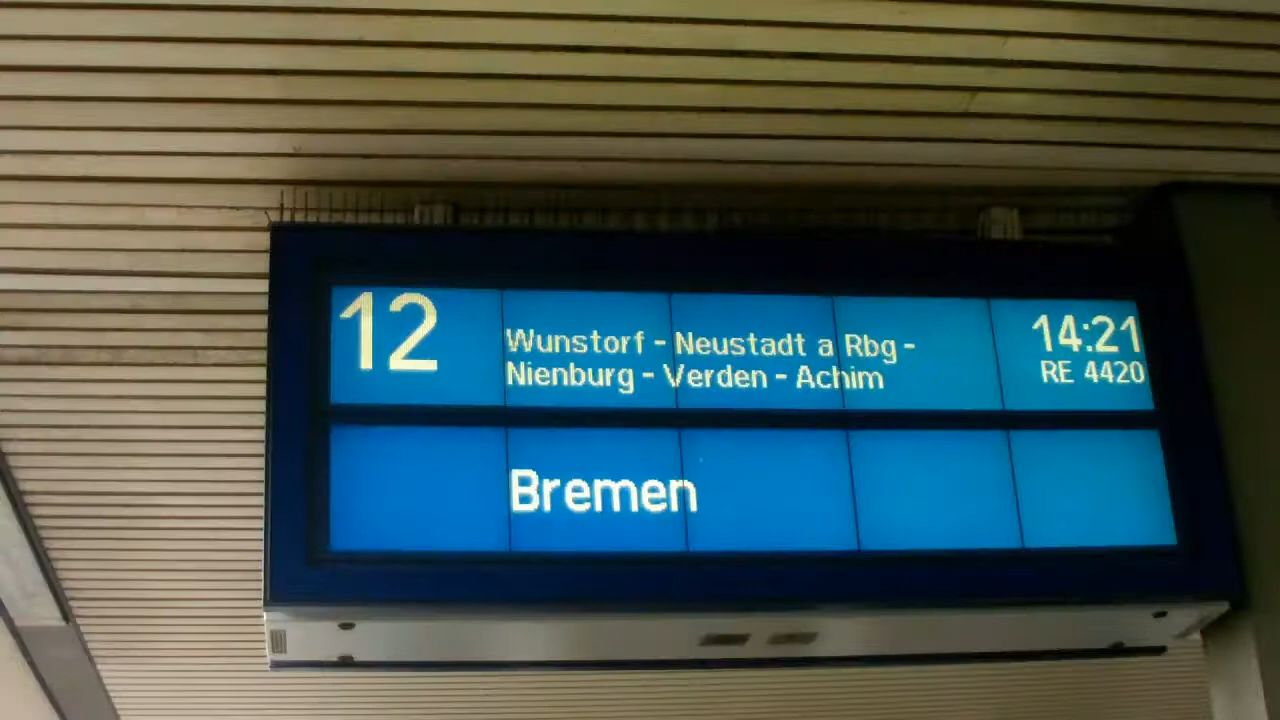 12
Wunstorf - Neustadt a Rbg -
Nienburg - Verden - Achim
14:21
RE 4420
Bremen